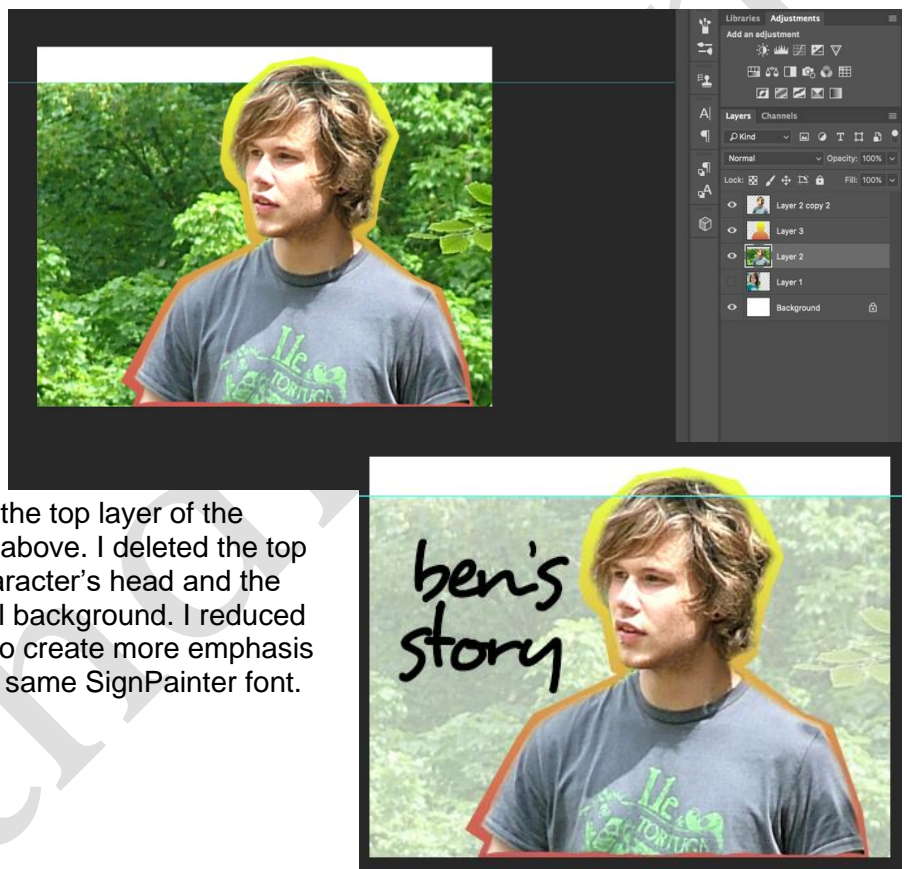 Libraries Adjustments
Add an adjustment
Layers Channels
Kind
Normal Opacity: 100%
Lock: Fill: 100%
Layer 2 copy 2
Layer 3
Layer 2
Layer 1
Background
Ile
TORTUGA
the top layer of the
above. I deleted the top
aracter's head and the
l background. I reduced
o create more emphasis
same SignPainter font.
ben's
story
Ile
TORTUGA